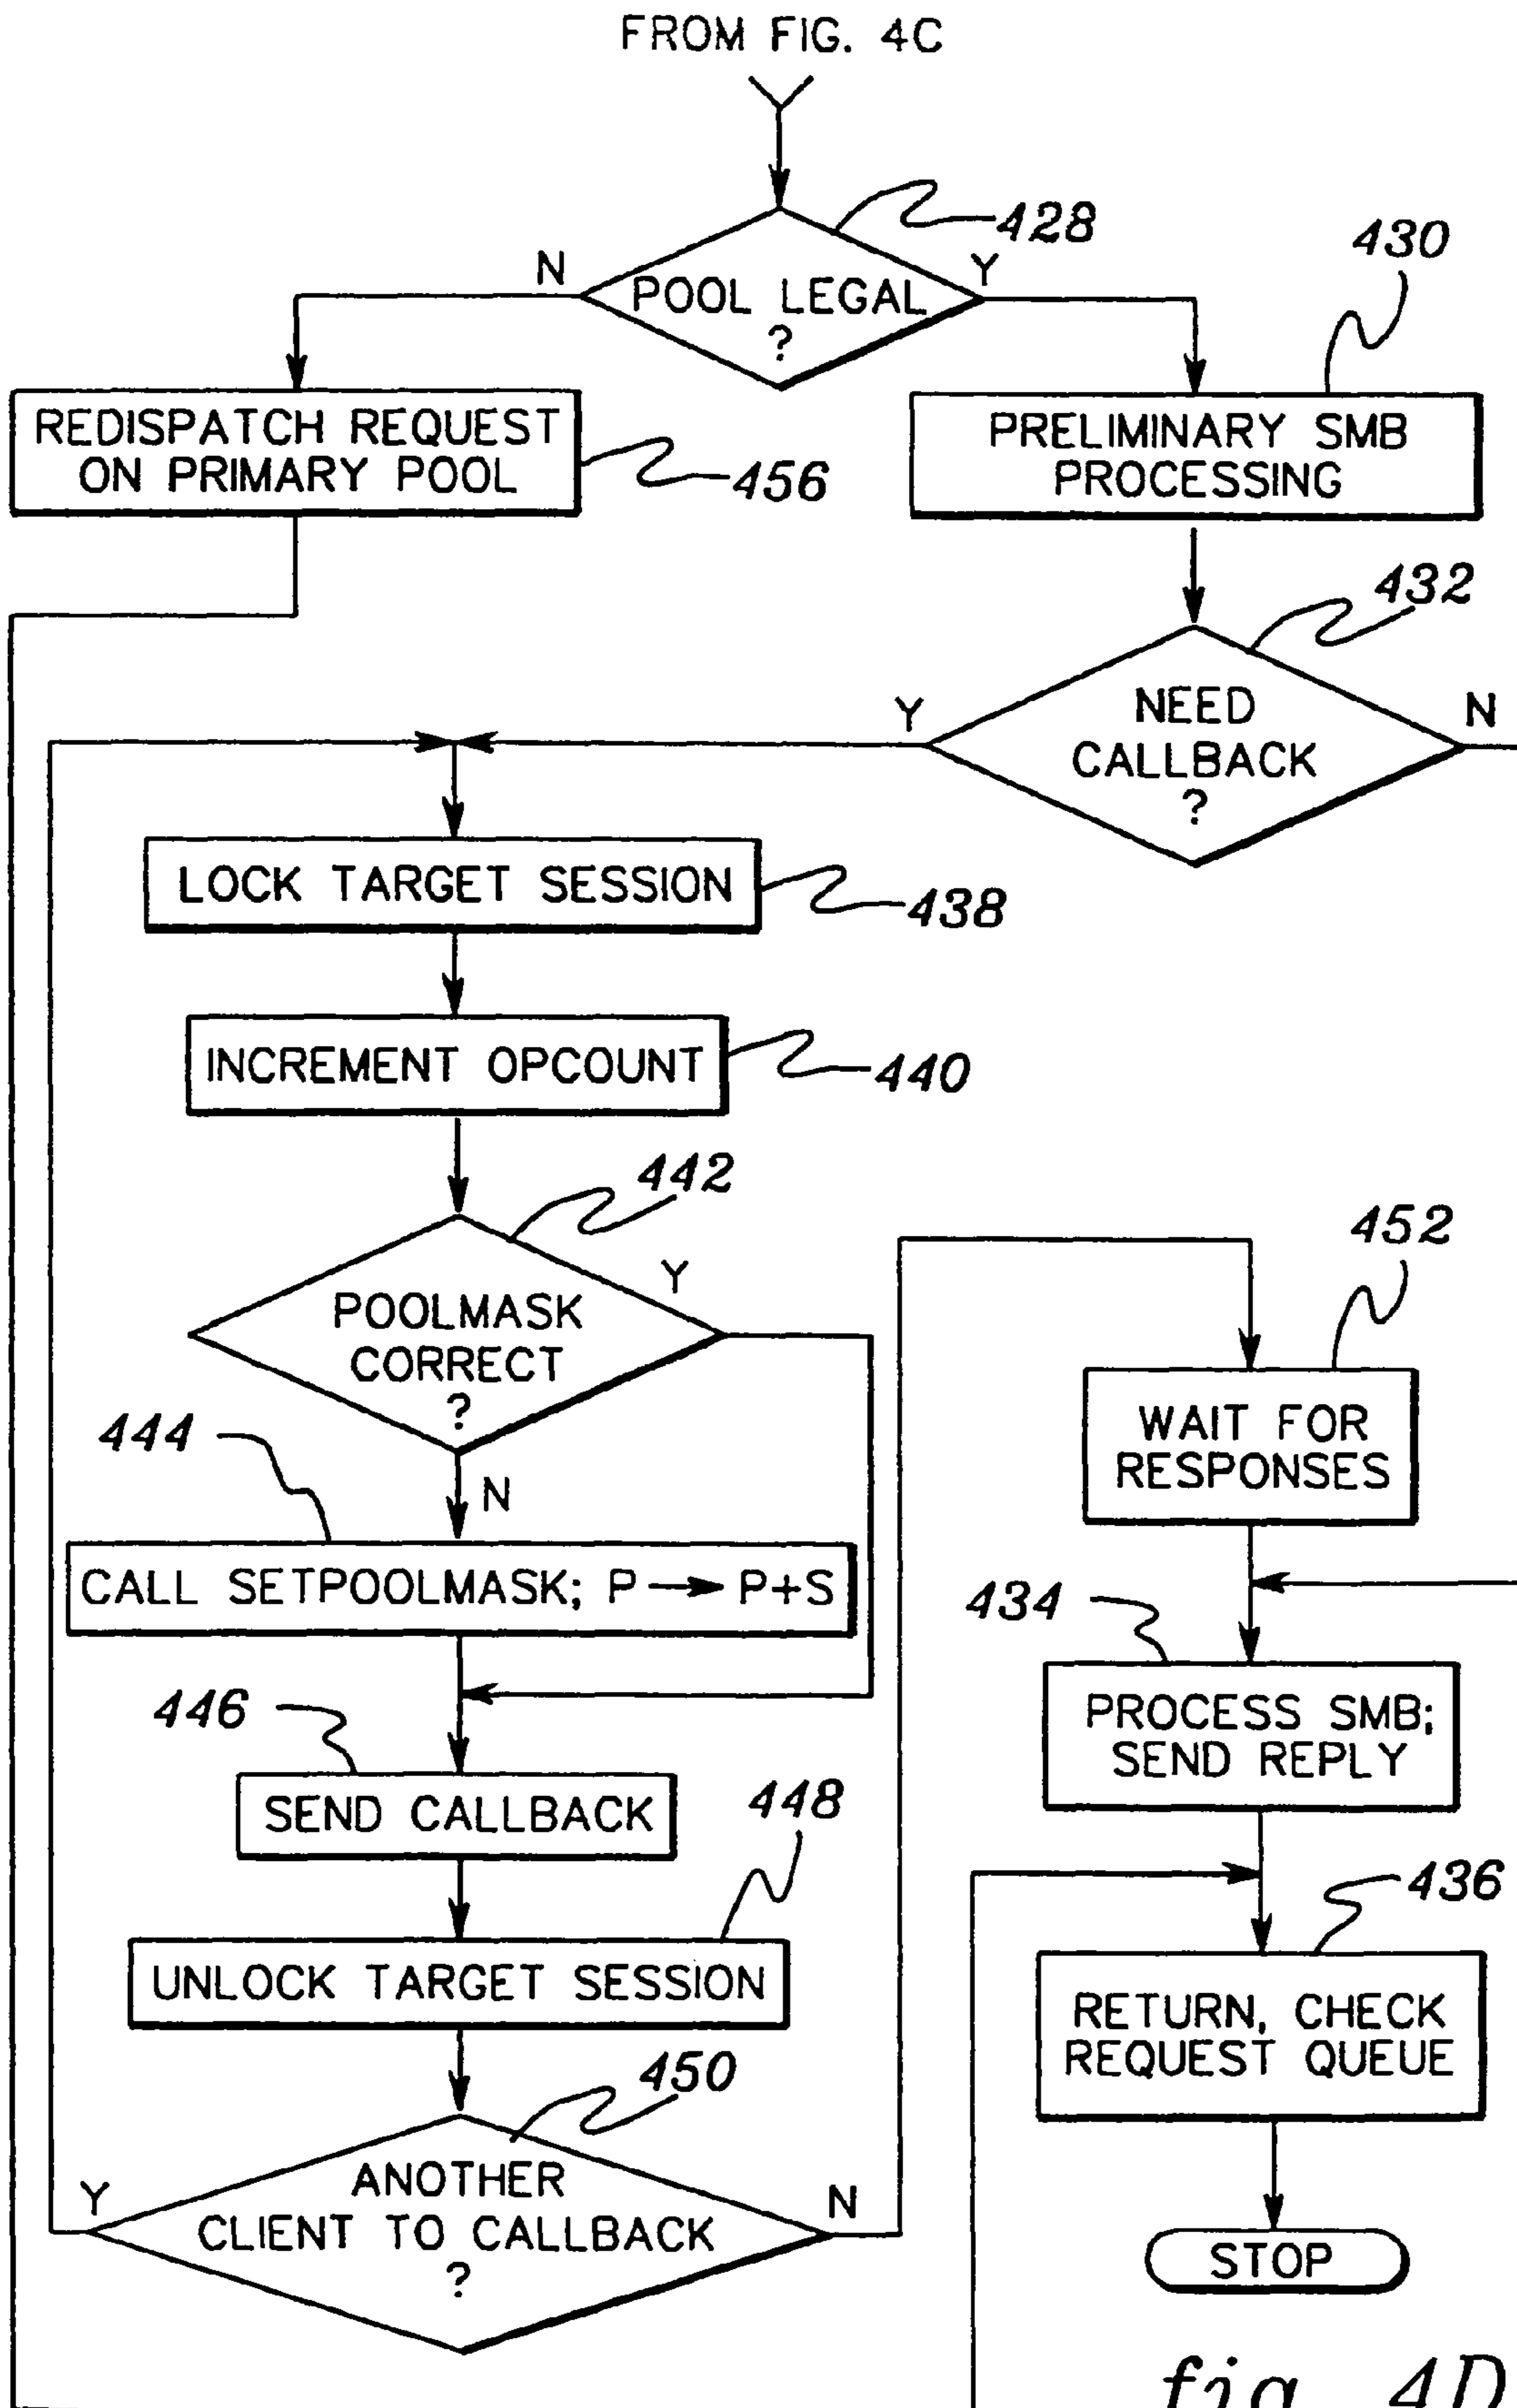 FROM FIG. 4C
428
430
N
Y
POOL LEGAL
?
REDISPATCH REQUEST
ON PRIMARY POOL
456
PRELIMINARY SMB
PROCESSING
432
Y
NEED
CALLBACK
?
N
LOCK TARGET SESSION
438
INCREMENT OPCOUNT
440
442
Y
POOLMASK
CORRECT
?
452
444
N
WAIT FOR
RESPONSES
CALL SETPOOLMASK; P → P+S
434
446
PROCESS SMB;
SEND REPLY
SEND CALLBACK
448
436
UNLOCK TARGET SESSION
RETURN, CHECK
REQUEST QUEUE
450
Y
ANOTHER
CLIENT TO CALLBACK
?
N
STOP
fig. 4D